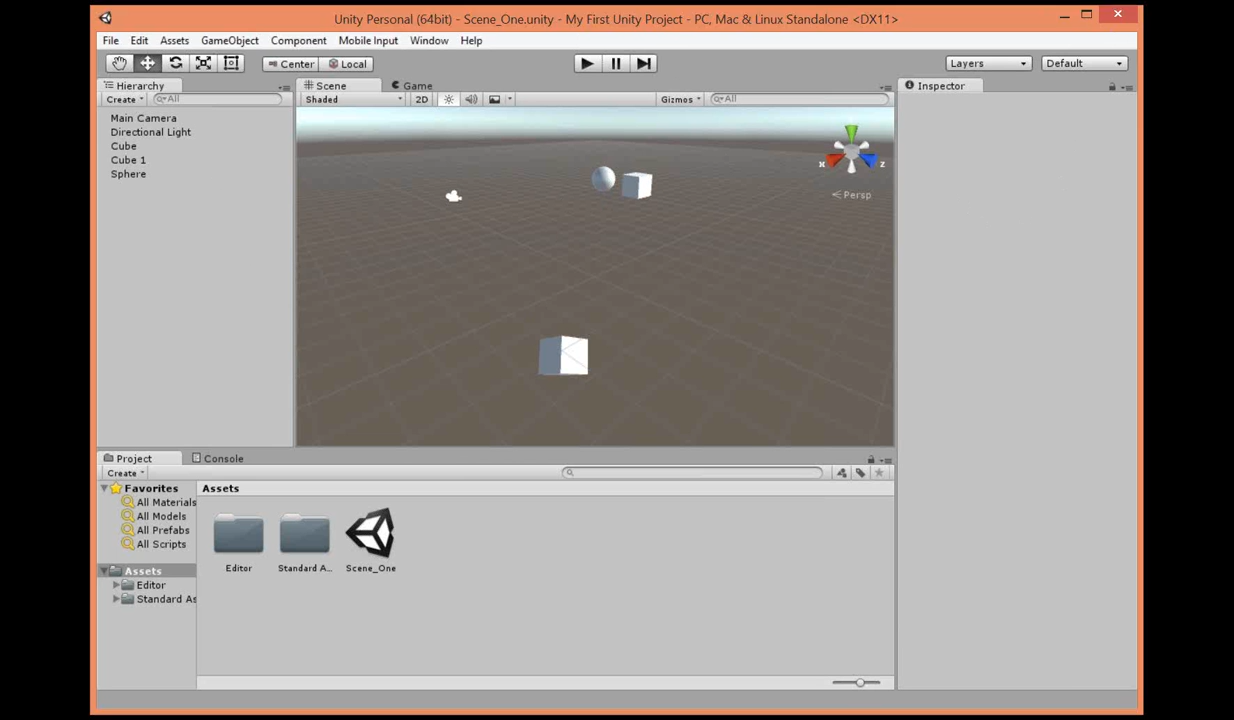 Unity Personal (64bit) - Scene_One.unity - My First Unity Project - PC, Mac & Linux Standalone <DX11>
File Edit Assets GameObject Component Mobile Input Window Help
Center Local Layers Default
Hierarchy
Create All
Main Camera
Directional Light
Cube
Cube 1
Sphere
Scene Game
Shaded 2D Gizmos All
x z
Persp
Inspector
Project Console
Create
Favorites
All Materials
All Models
All Prefabs
All Scripts
Assets
Editor
Standard As
Assets
Editor Standard A... Scene_One